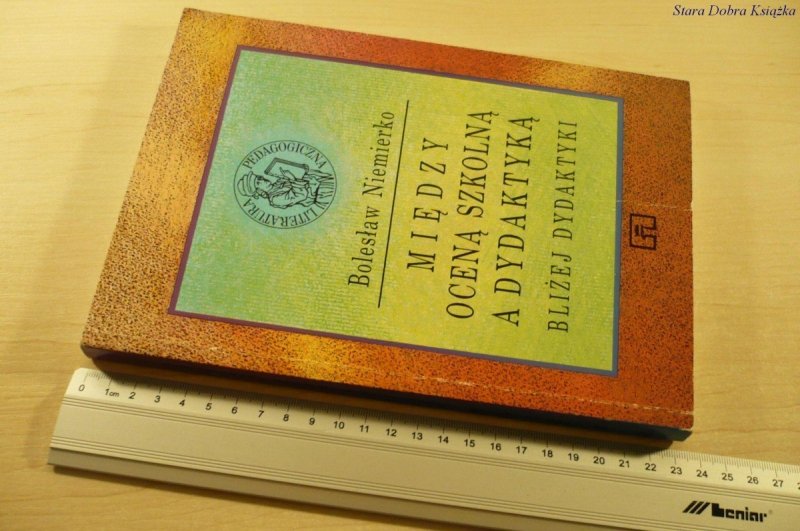 Stara Dobra Książka
PEDAGOGICZNA
LITERATURA
Bolesław Niemierko
MIĘDZY
OCENĄ SZKOLNĄ
A DYDAKTYKĄ
BLIŻEJ DYDAKTYKI
0 1cm 2 3 4 5 6 7 8 9 10 11 12 13 14 15 16 17 18 19 20 21 22 23 24 25 26 27
Leniar